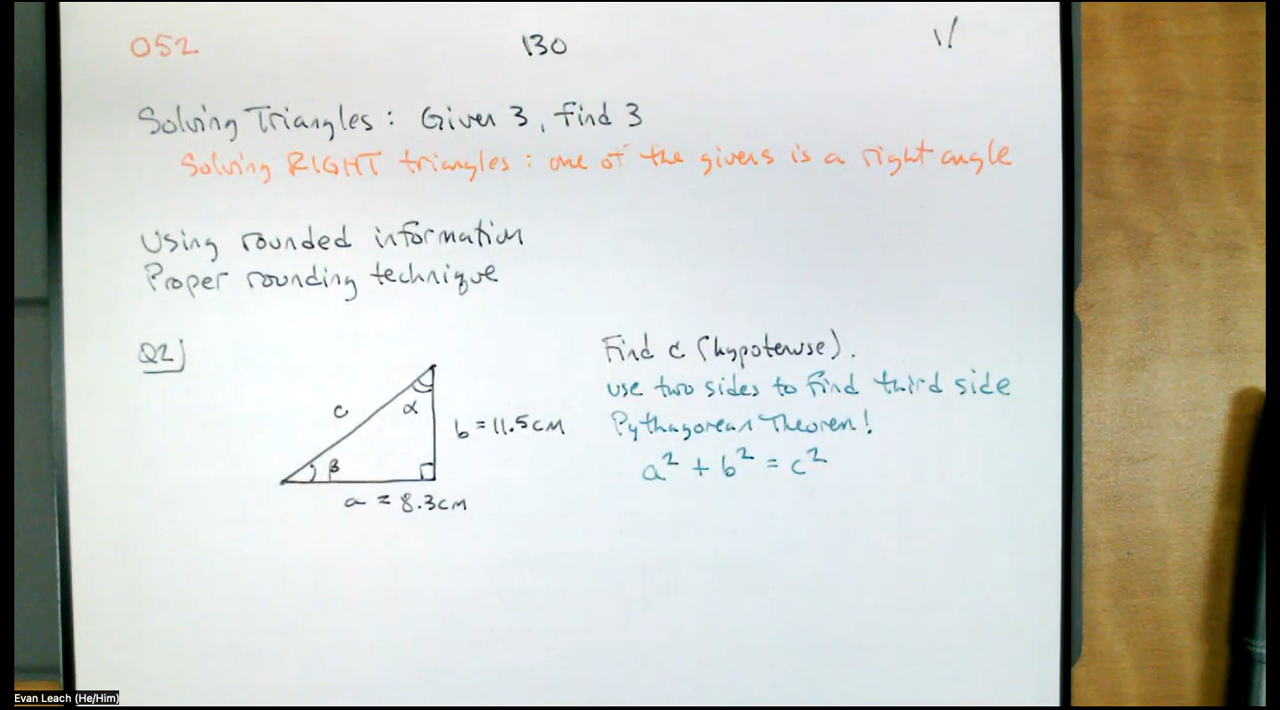 052 130
Solving Triangles: Given 3, find 3
Solving RIGHT triangles: one of the givens is a right angle
Using rounded information
Proper rounding technique
Q2)
c
α
b = 11.5cm
β
a = 8.3cm
Find c (hypotenuse).
use two sides to find third side
Pythagorean Theorem!
a² + b² = c²
Evan Leach (He/Him)